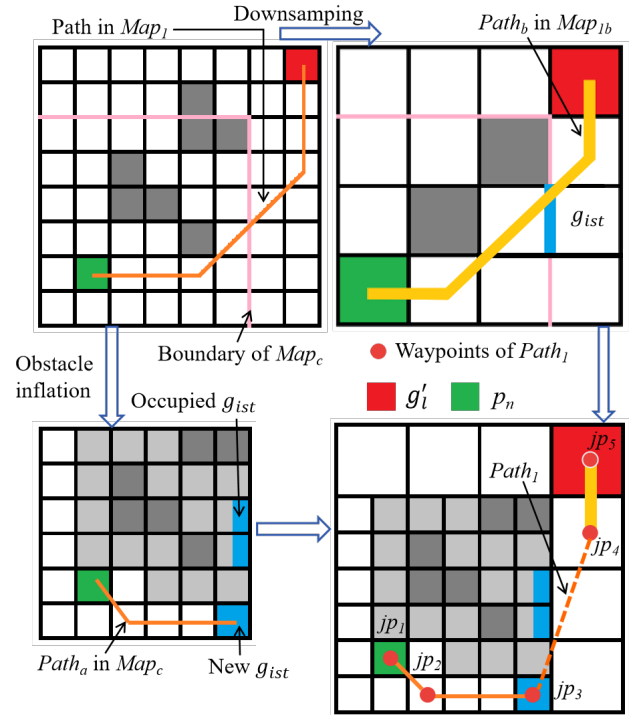 Downsamping
Path in Map1
Pathb in Map1b
gist
Boundary of Mapc
Waypoints of Path1
Obstacle
inflation
Occupied gist
g′l
pn
jp5
Path1
jp4
jp1
jp2
jp3
Patha in Mapc
New gist